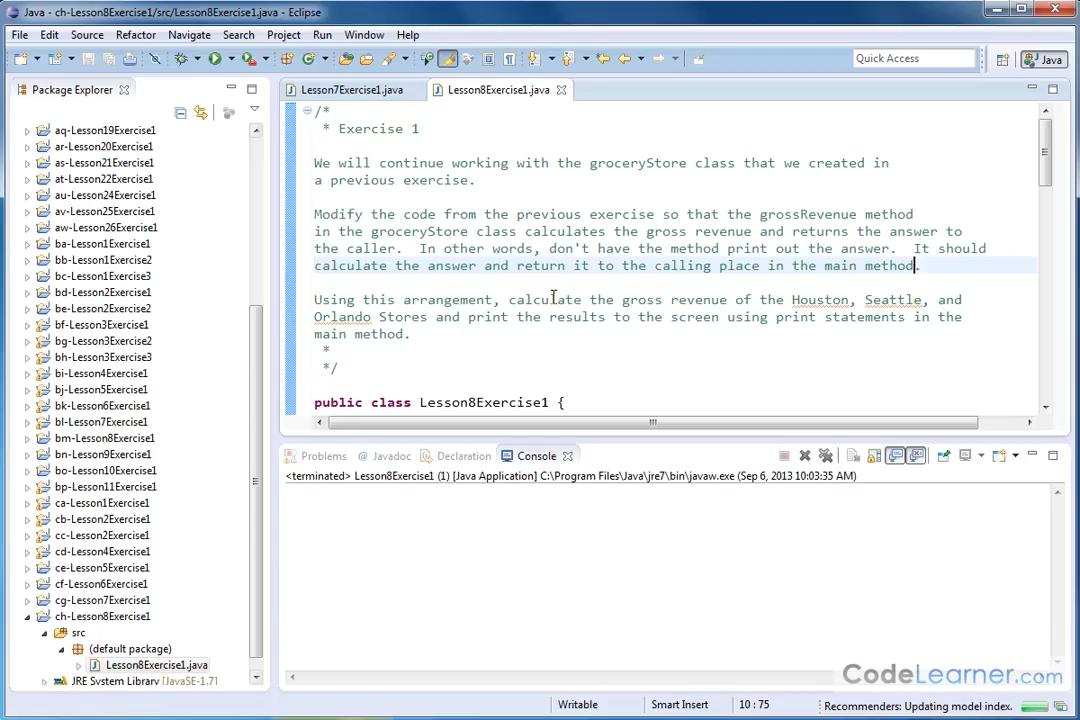 Java - ch-Lesson8Exercise1/src/Lesson8Exercise1.java - Eclipse
File Edit Source Refactor Navigate Search Project Run Window Help
Quick Access
Java
Package Explorer
aq-Lesson19Exercise1
ar-Lesson20Exercise1
as-Lesson21Exercise1
at-Lesson22Exercise1
au-Lesson24Exercise1
av-Lesson25Exercise1
aw-Lesson26Exercise1
ba-Lesson1Exercise1
bb-Lesson1Exercise2
bc-Lesson1Exercise3
bd-Lesson2Exercise1
be-Lesson2Exercise2
bf-Lesson3Exercise1
bg-Lesson3Exercise2
bh-Lesson3Exercise3
bi-Lesson4Exercise1
bj-Lesson5Exercise1
bk-Lesson6Exercise1
bl-Lesson7Exercise1
bm-Lesson8Exercise1
bn-Lesson9Exercise1
bo-Lesson10Exercise1
bp-Lesson11Exercise1
ca-Lesson1Exercise1
cb-Lesson2Exercise1
cc-Lesson2Exercise1
cd-Lesson4Exercise1
ce-Lesson5Exercise1
cf-Lesson6Exercise1
cg-Lesson7Exercise1
ch-Lesson8Exercise1
src
(default package)
Lesson8Exercise1.java
JRE System Library [JavaSE-1.7]
Lesson7Exercise1.java Lesson8Exercise1.java
/*
* Exercise 1
We will continue working with the groceryStore class that we created in
a previous exercise.
Modify the code from the previous exercise so that the grossRevenue method
in the groceryStore class calculates the gross revenue and returns the answer to
the caller. In other words, don't have the method print out the answer. It should
calculate the answer and return it to the calling place in the main method.
Using this arrangement, calculate the gross revenue of the Houston, Seattle, and
Orlando Stores and print the results to the screen using print statements in the
main method.
*
*/
public class Lesson8Exercise1 {
Problems @ Javadoc Declaration Console
<terminated> Lesson8Exercise1 (1) [Java Application] C:\Program Files\Java\jre7\bin\javaw.exe (Sep 6, 2013 10:03:35 AM)
CodeLearner.com
Writable Smart Insert 10 : 75 Recommenders: Updating model index.